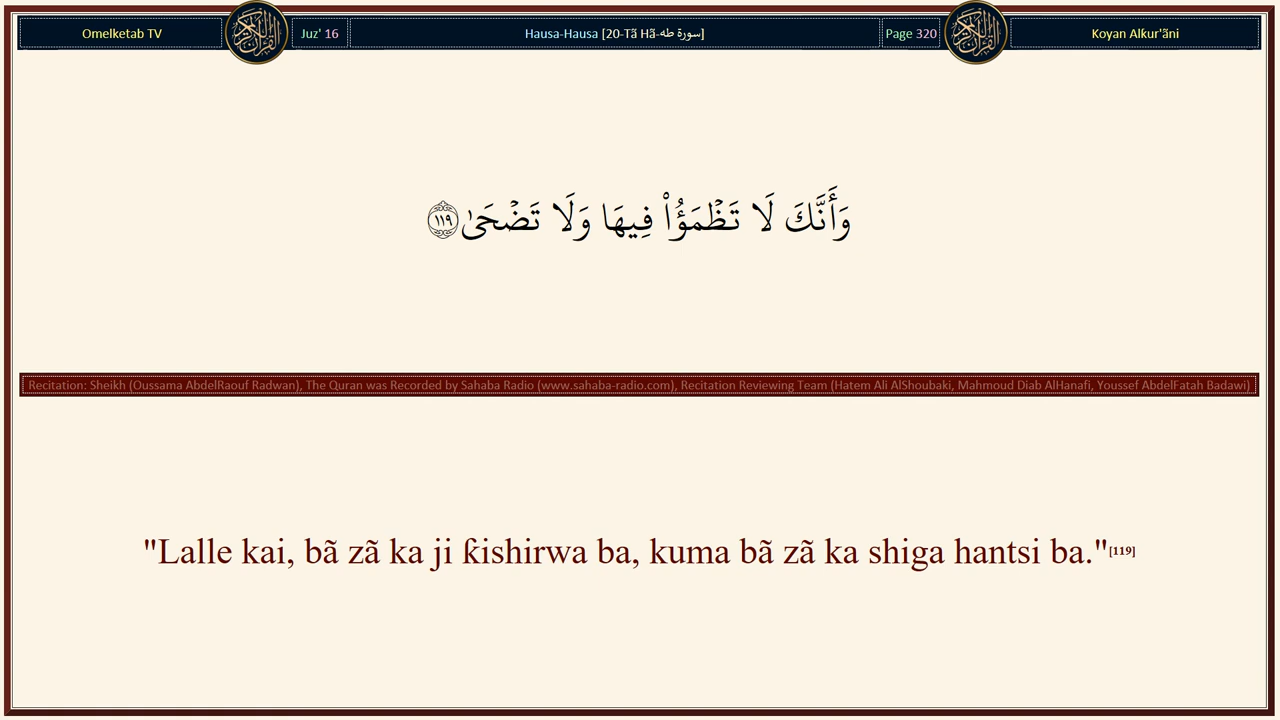 Omelketab TV
Juz' 16
Hausa-Hausa [20-Tã Hã-سورة طه]
Page 320
Koyan Alƙur'ãni
وَأَنَّكَ لَا تَظْمَؤُا۟ فِيهَا وَلَا تَضْحَىٰ ١١٩
Recitation: Sheikh (Oussama AbdelRaouf Radwan), The Quran was Recorded by Sahaba Radio (www.sahaba-radio.com), Recitation Reviewing Team (Hatem Ali AlShoubaki, Mahmoud Diab AlHanafi, Youssef AbdelFatah Badawi)
"Lalle kai, bã zã ka ji ƙishirwa ba, kuma bã zã ka shiga hantsi ba."[119]